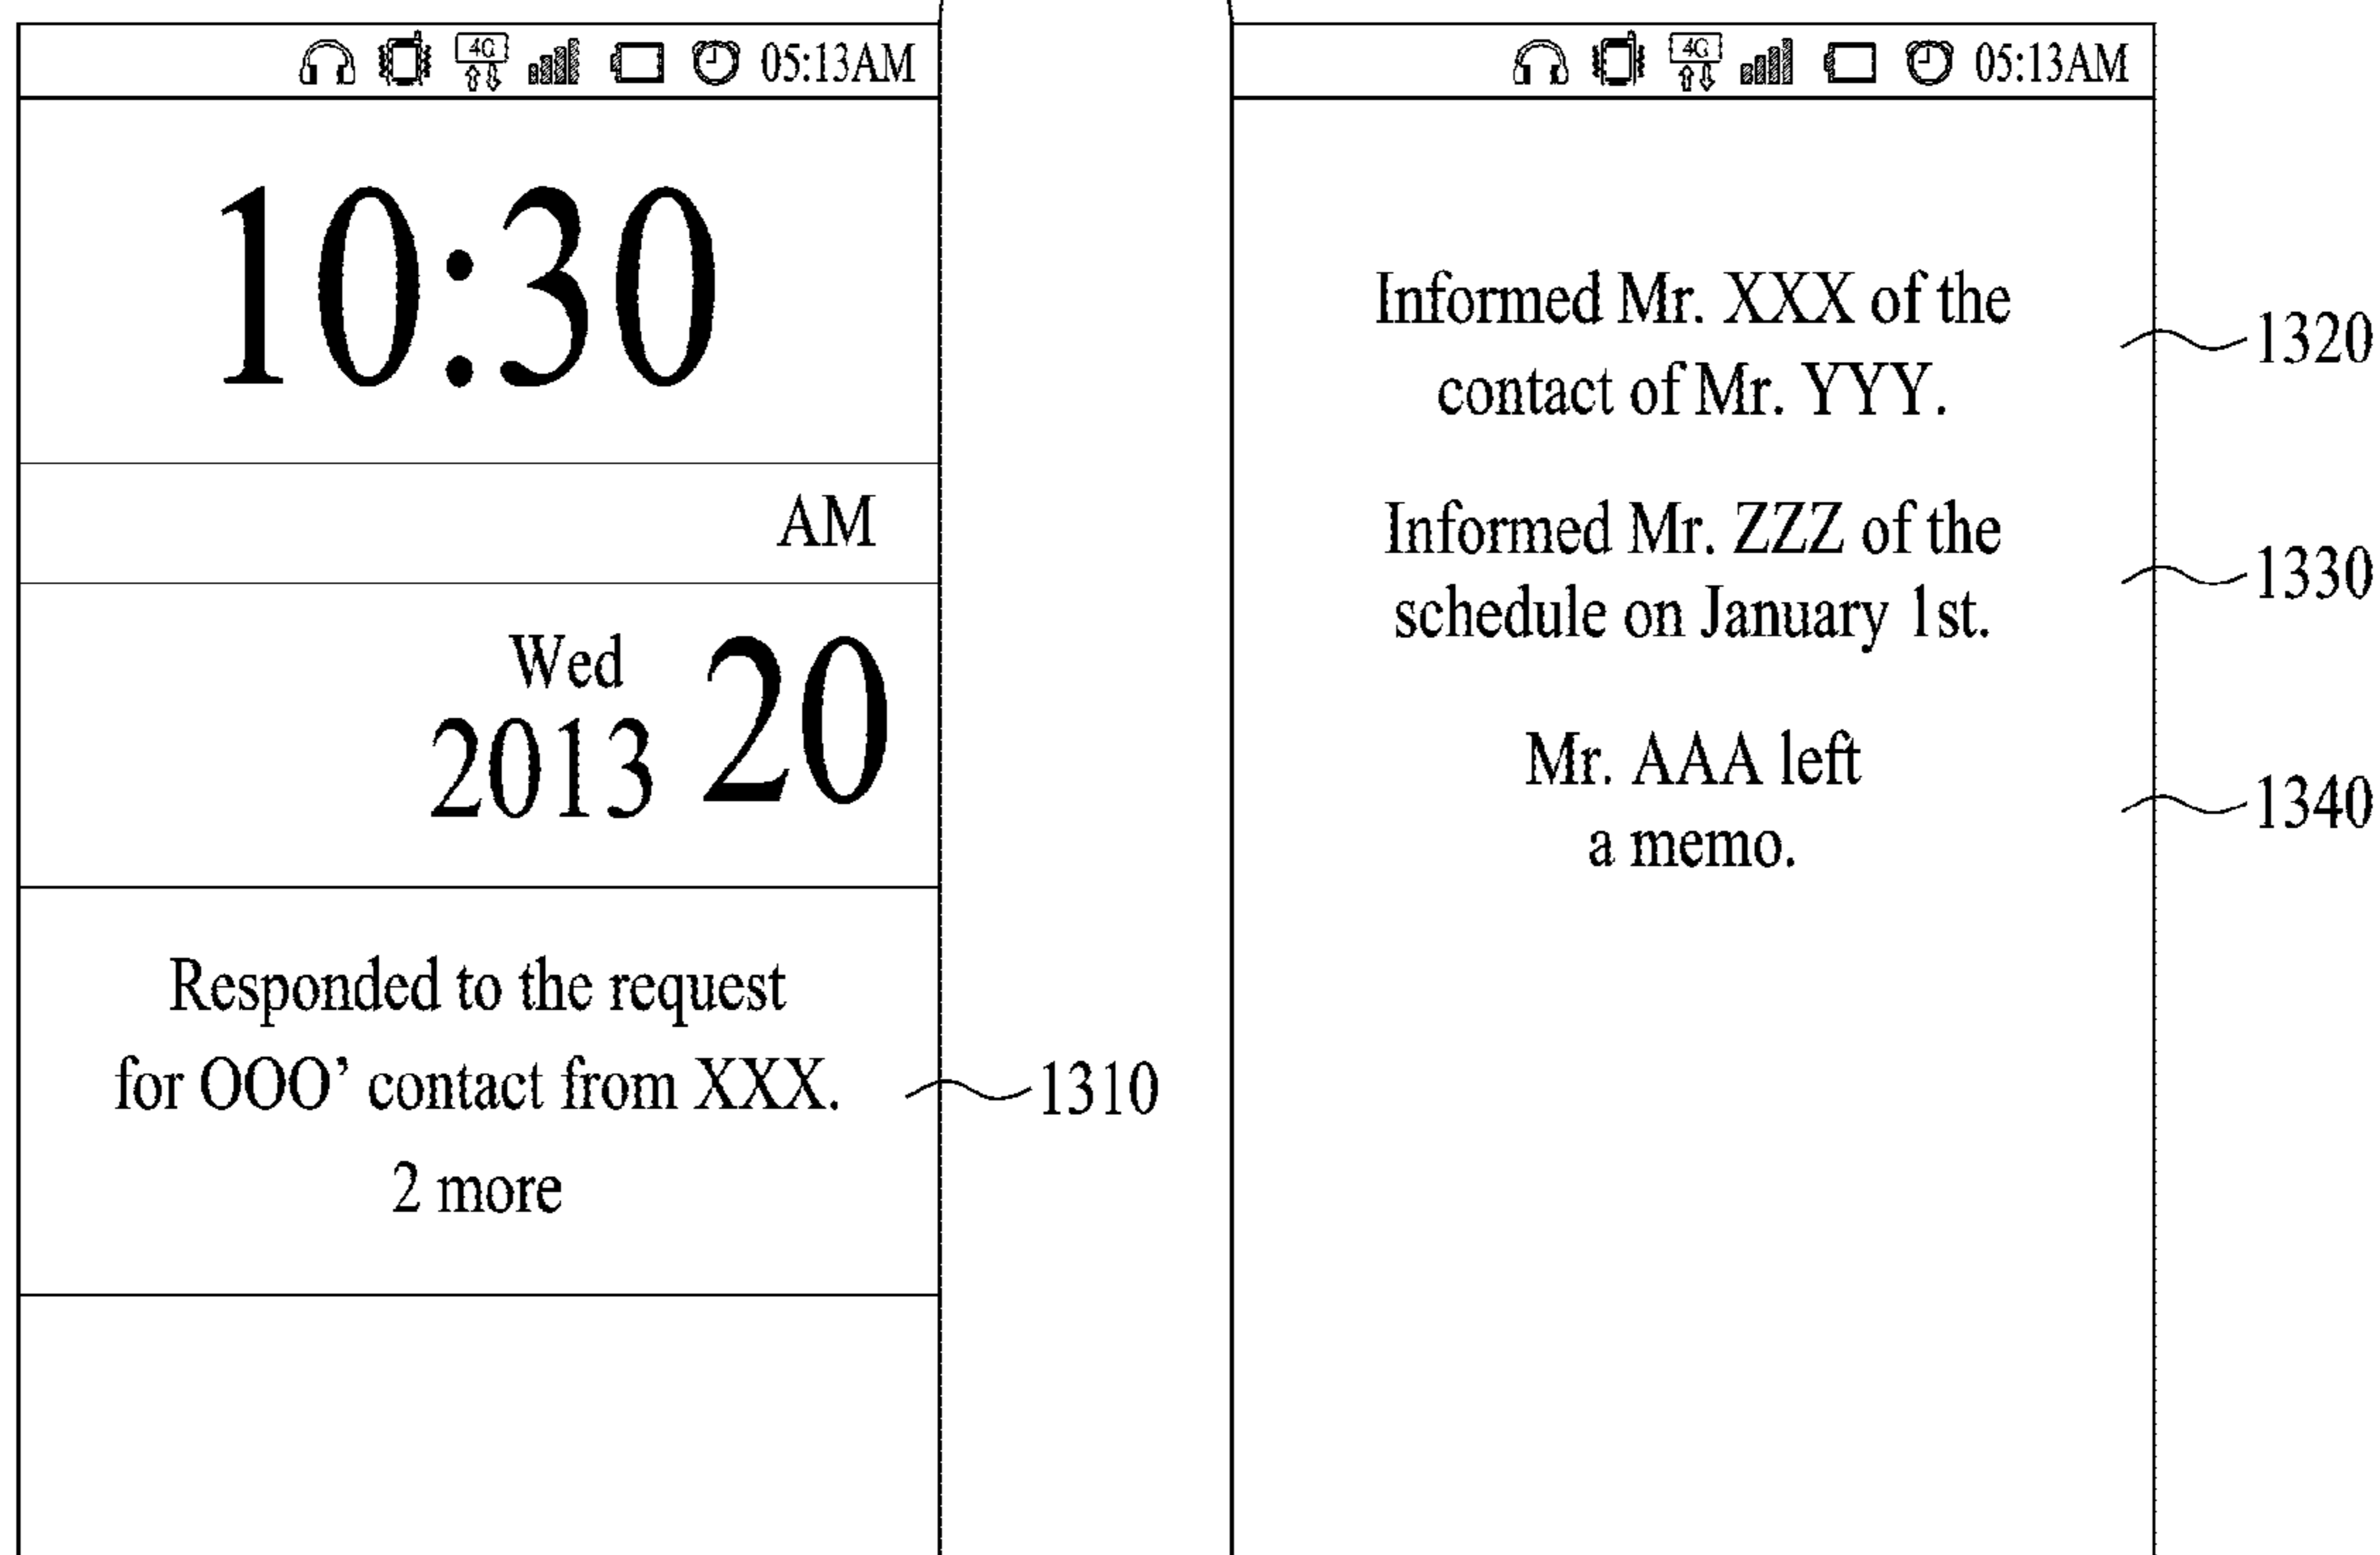 4G 05:13AM
10:30
AM
Wed 20
2013
Responded to the request
for OOO' contact from XXX.
2 more
1310
4G 05:13AM
Informed Mr. XXX of the
contact of Mr. YYY.
1320
Informed Mr. ZZZ of the
schedule on January 1st.
1330
Mr. AAA left
a memo.
1340